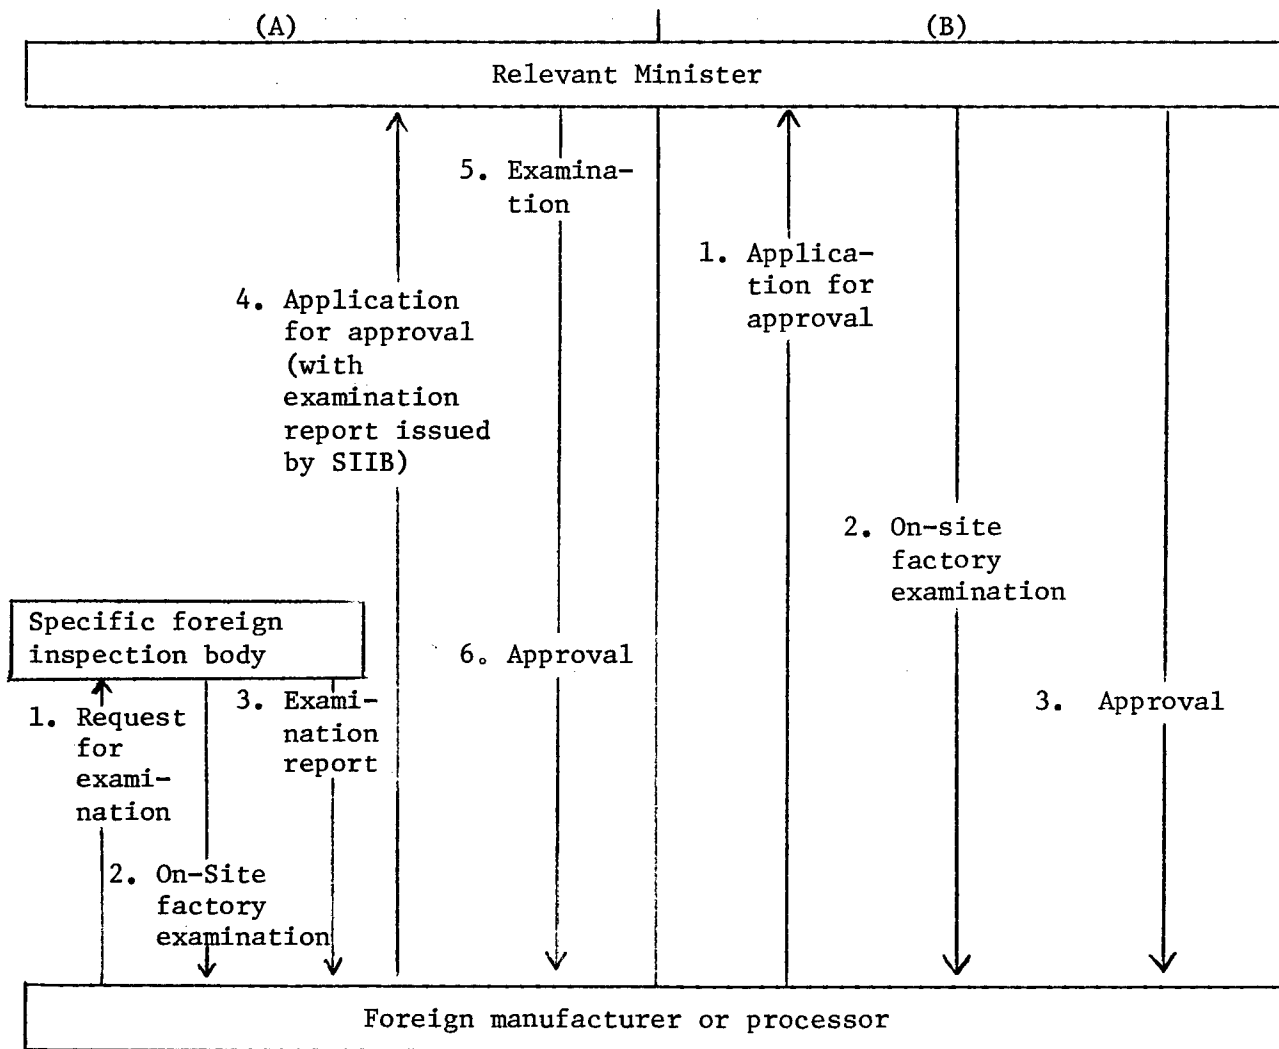 (A)
(B)
Relevant Minister
5. Examina-
tion
1. Applica-
tion for
approval
4. Application
for approval
(with
examination
report issued
by SIIB)
2. On-site
factory
examination
Specific foreign
inspection body
6. Approval
3. Approval
1. Request
for
exami-
nation
3. Exami-
nation
report
2. On-Site
factory
examination
Foreign manufacturer or processor